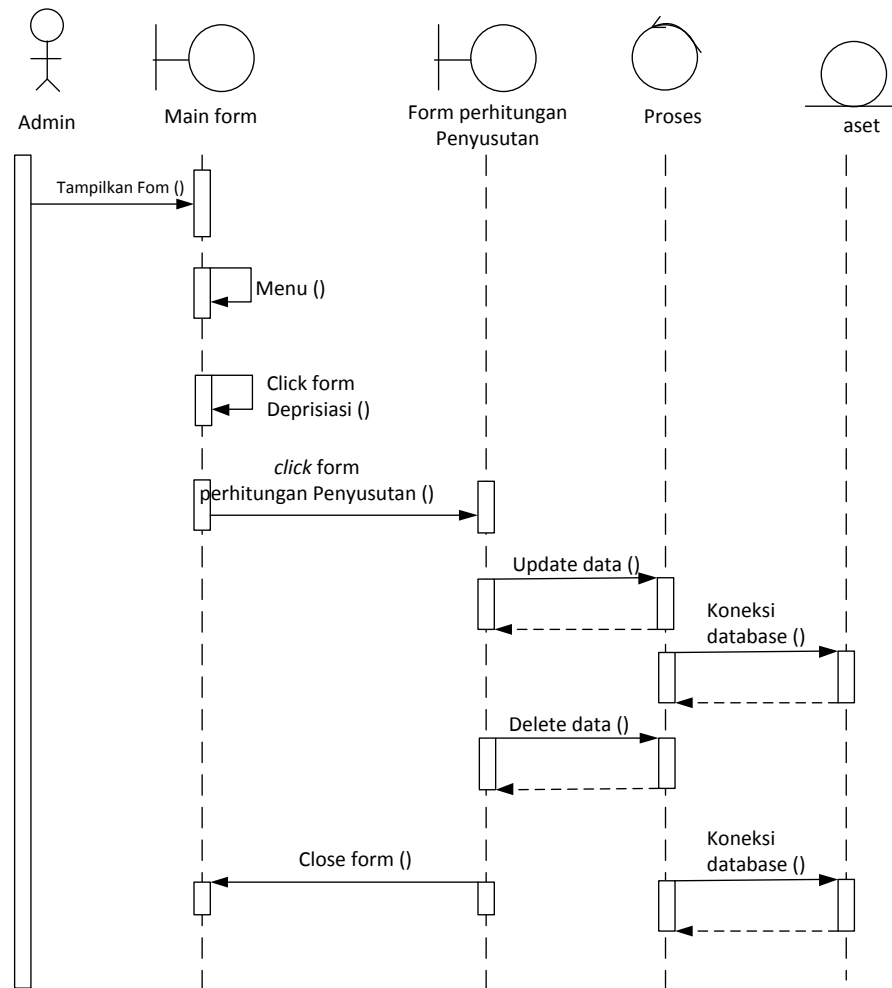 Admin
Main form
Form perhitungan
Penyusutan
Proses
aset
Tampilkan Fom ()
Menu ()
Click form
Deprisiasi ()
click form
perhitungan Penyusutan ()
Update data ()
Koneksi
database ()
Delete data ()
Close form ()
Koneksi
database ()